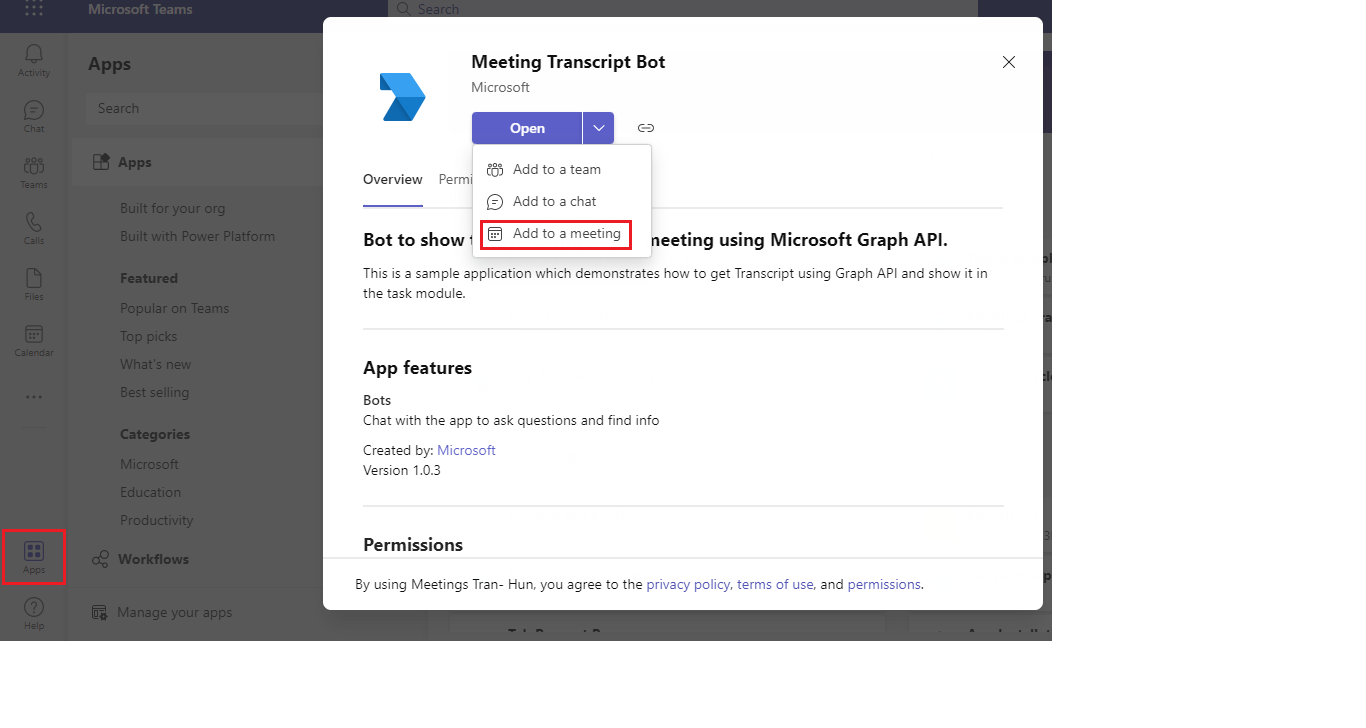 Microsoft Teams
Search
Activity
Chat
Teams
Calls
Files
Calendar
Apps
Help
Apps
Search
Apps
Built for your org
Built with Power Platform
Featured
Popular on Teams
Top picks
What's new
Best selling
Categories
Microsoft
Education
Productivity
Workflows
Manage your apps
Meeting Transcript Bot
Microsoft
Open
Add to a team
Add to a chat
Add to a meeting
Overview
Bot to show meeting using Microsoft Graph API.
This is a sample application which demonstrates how to get Transcript using Graph API and show it in
the task module.
App features
Bots
Chat with the app to ask questions and find info
Created by: Microsoft
Version 1.0.3
Permissions
By using Meetings Tran- Hun, you agree to the privacy policy, terms of use, and permissions.